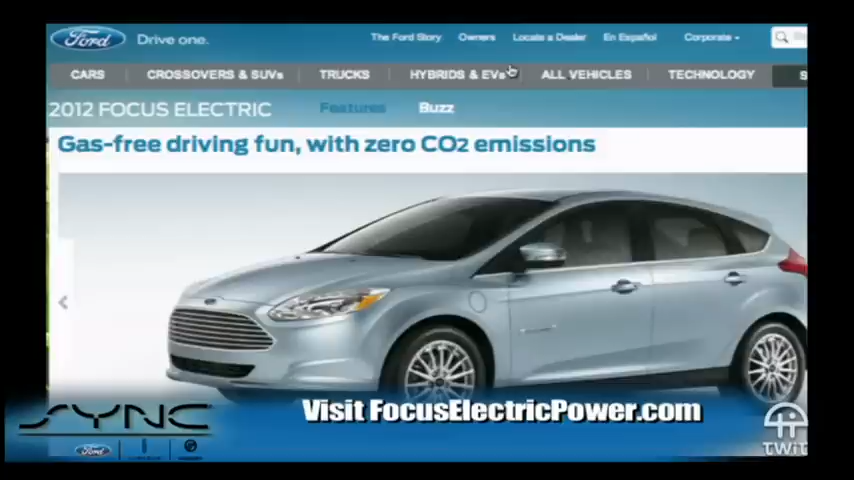 Ford
Drive one.
The Ford Story
Owners
Locate a Dealer
En Español
Corporate
CARS
CROSSOVERS & SUVs
TRUCKS
HYBRIDS & EVs
ALL VEHICLES
TECHNOLOGY
S
2012 FOCUS ELECTRIC
Features
Buzz
Gas-free driving fun, with zero CO2 emissions
SYNC
Ford
Visit FocusElectricPower.com
TWiT